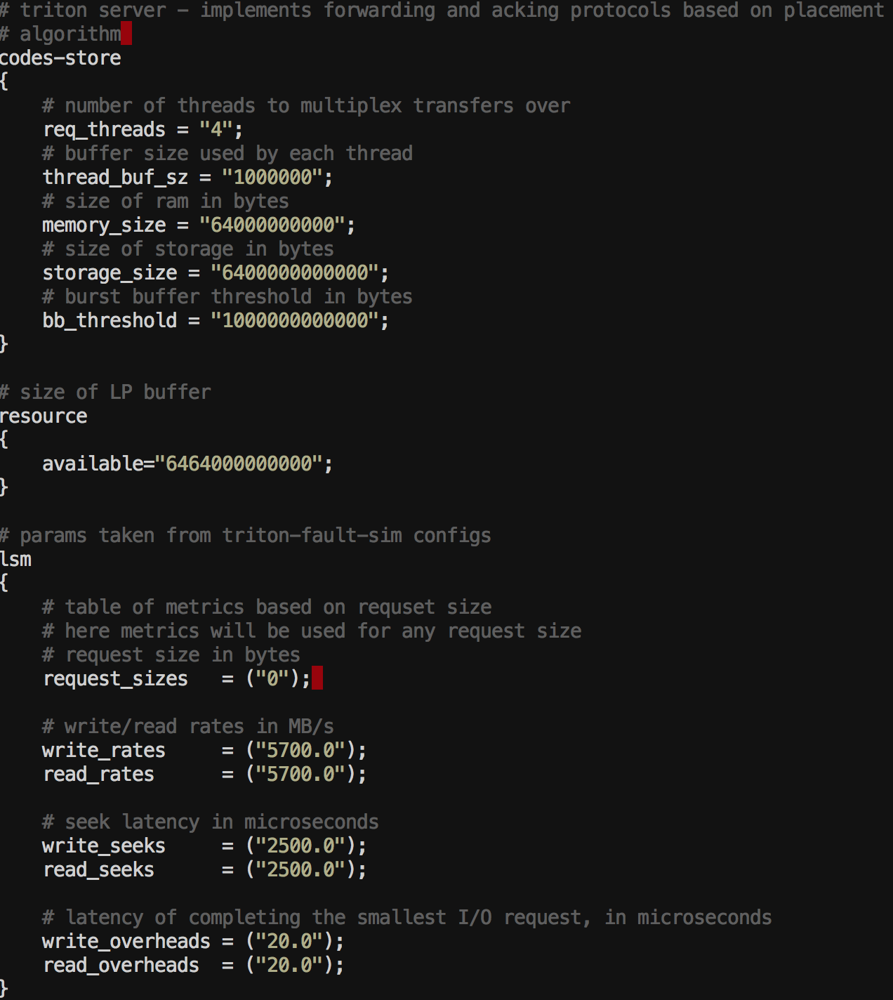 # triton server - implements forwarding and acking protocols based on placement
# algorithm
codes-store
{
    # number of threads to multiplex transfers over
    req_threads = "4";
    # buffer size used by each thread
    thread_buf_sz = "1000000";
    # size of ram in bytes
    memory_size = "64000000000";
    # size of storage in bytes
    storage_size = "6400000000000";
    # burst buffer threshold in bytes
    bb_threshold = "1000000000000";
}

# size of LP buffer
resource
{
    available="6464000000000";
}

# params taken from triton-fault-sim configs
lsm
{
    # table of metrics based on requset size
    # here metrics will be used for any request size
    # request size in bytes
    request_sizes   = ("0");

    # write/read rates in MB/s
    write_rates     = ("5700.0");
    read_rates      = ("5700.0");

    # seek latency in microseconds
    write_seeks     = ("2500.0");
    read_seeks      = ("2500.0");

    # latency of completing the smallest I/O request, in microseconds
    write_overheads = ("20.0");
    read_overheads  = ("20.0");
}